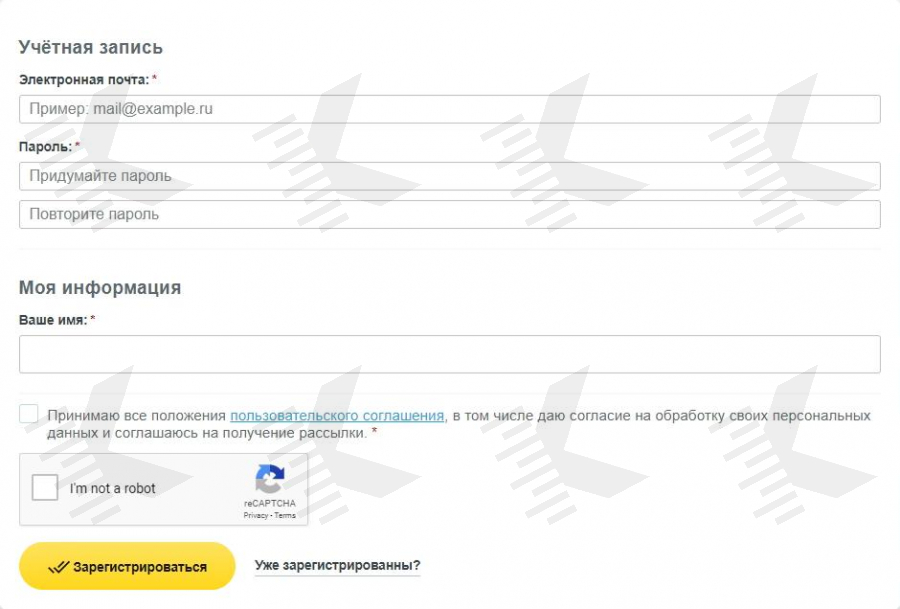 Учётная запись
Электронная почта: *
Пример: mail@example.ru
Пароль: *
Придумайте пароль
Повторите пароль
Моя информация
Ваше имя: *
Принимаю все положения пользовательского соглашения, в том числе даю согласие на обработку своих персональных
данных и соглашаюсь на получение рассылки. *
I'm not a robot
reCAPTCHA
Privacy - Terms
Зарегистрироваться
Уже зарегистрированны?